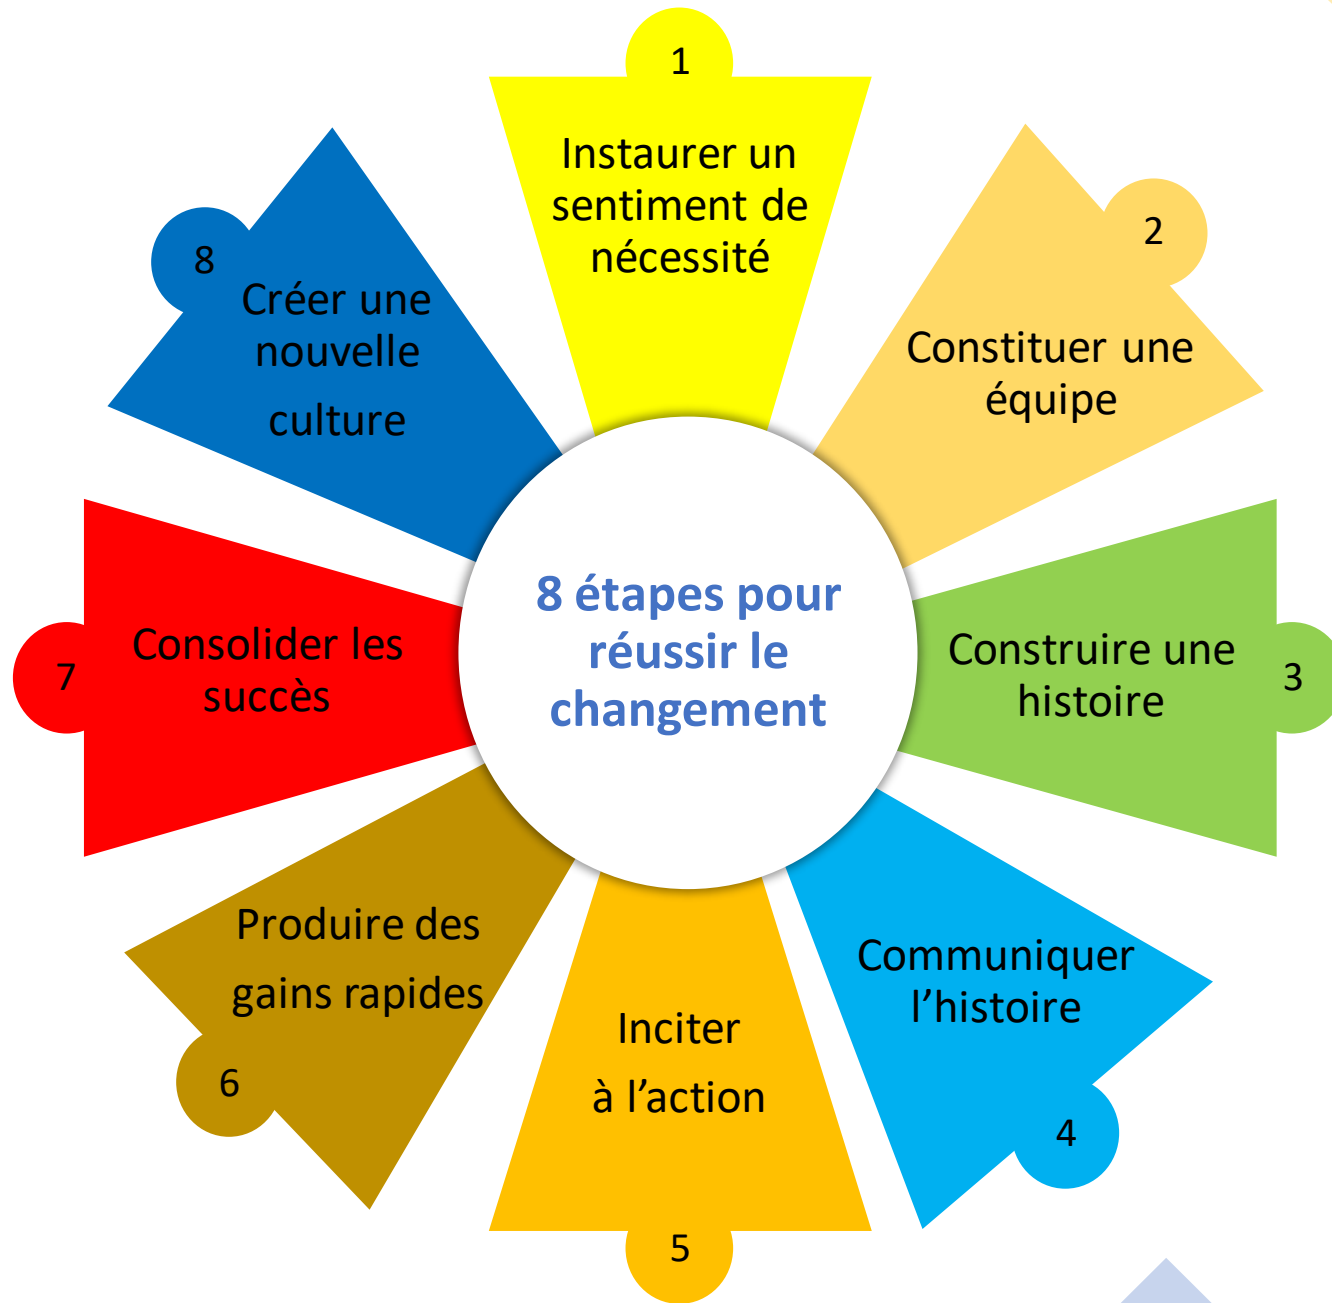 1
Instaurer un
sentiment de
nécessité
2
Constituer une
équipe
3
Construire une
histoire
4
Communiquer
l’histoire
5
Inciter
à l’action
6
Produire des
gains rapides
7
Consolider les
succès
8
Créer une
nouvelle
culture
8 étapes pour
réussir le
changement